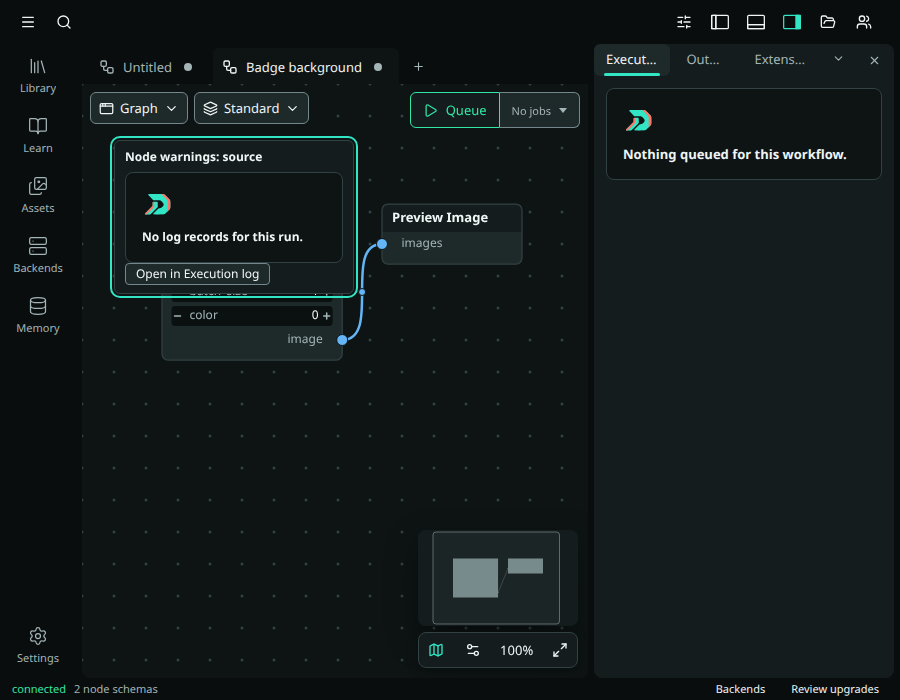 Library
Learn
Assets
Backends
Memory
Settings
Untitled
Badge background
Graph
Standard
Queue
No jobs
Node warnings: source
No log records for this run.
Open in Execution log
color
0
image
Preview Image
images
100%
Execut...
Out...
Extens...
Nothing queued for this workflow.
connected
2 node schemas
Backends
Review upgrades